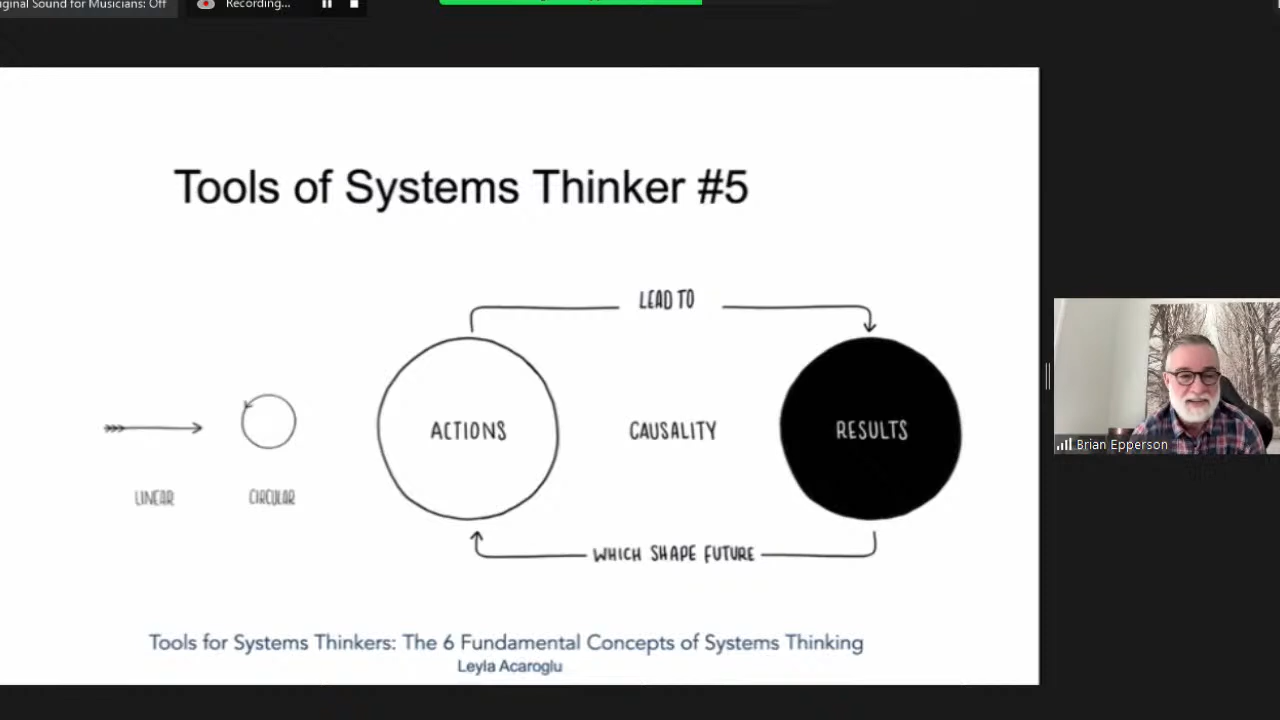 iginal Sound for Musicians: Off
Recording...
Tools of Systems Thinker #5
LEAD TO
ACTIONS
CAUSALITY
RESULTS
LINEAR
CIRCULAR
WHICH SHAPE FUTURE
Tools for Systems Thinkers: The 6 Fundamental Concepts of Systems Thinking
Leyla Acaroglu
Brian Epperson